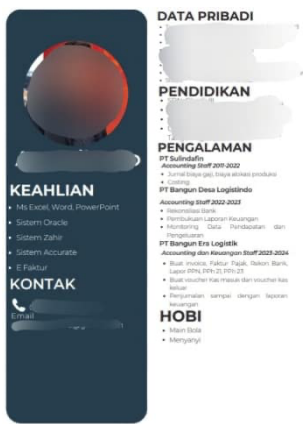 KEAHLIAN
Ms Excel, Word, PowerPoint
Sistem Oracle
Sistem Zahir
Sistem Accurate
E Faktur
KONTAK
Email
DATA PRIBADI
PENDIDIKAN
PENGALAMAN
PT Sulindafin
Accounting Staff 2017-2022
Jurnal biaya gaji, biaya alokasi produksi
Costing
PT Bangun Desa Logistindo
Accounting Staff 2022-2023
Rekonsiliasi Bank
Pembukuan Laporan Keuangan
Monitoring Data Pendapatan dan
Pengeluaran
PT Bangun Era Logistik
Accounting dan Keuangan Staff 2023-2024
Buat Invoice, Faktur Pajak, Rekon Bank,
Lapor PPN, PPh 21, PPh 23
Buat voucher Kas masuk dan voucher kas
keluar
Penjurnalan sampai dengan laporan
keuangan
HOBI
Main Bola
Menyanyi